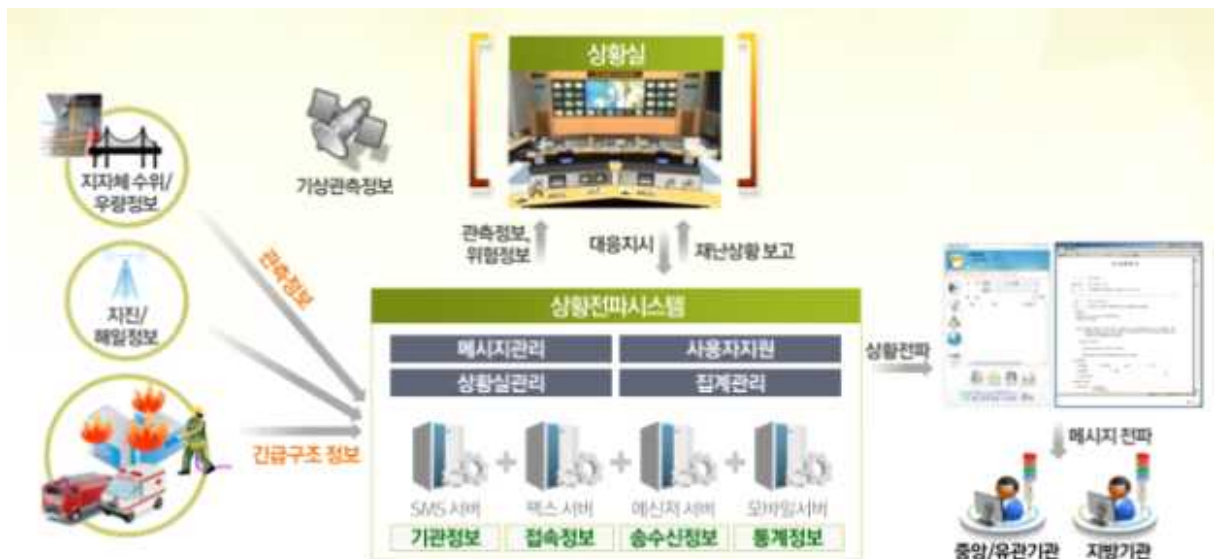 상황실
지자체 수위/
우량정보
기상관측정보
관측정보,
위험정보
대응지시
재난상황 보고
관측정보
지진/
해일정보
상황전파시스템
메시지관리
사용자지원
상황실관리
집계관리
상황전파
긴급구조 정보
메시지 전파
SMS 서버
팩스 서버
메신저 서버
모바일서버
기관정보
접속정보
송수신정보
통계정보
중앙/유관기관
지방기관